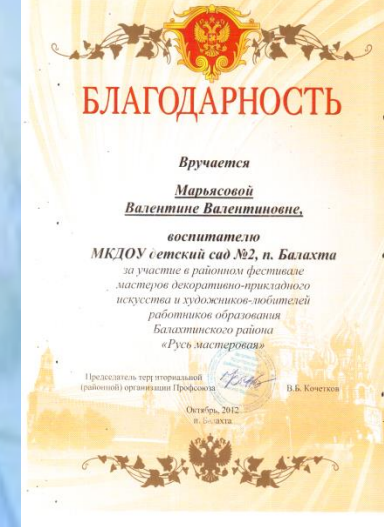 БЛАГОДАРНОСТЬ
Вручается
Марьясовой
Валентине Валентиновне,
воспитателю
МКДОУ детский сад №2, п. Балахта
за участие в районном фестивале
мастеров декоративно-прикладного
искусства и художников-любителей
работников образования
Балахтинского района
«Русь мастеровая»
Председатель территориальной
(районной) организации Профсоюза
В.Б. Кочетков
Октябрь, 2012
п. Балахта